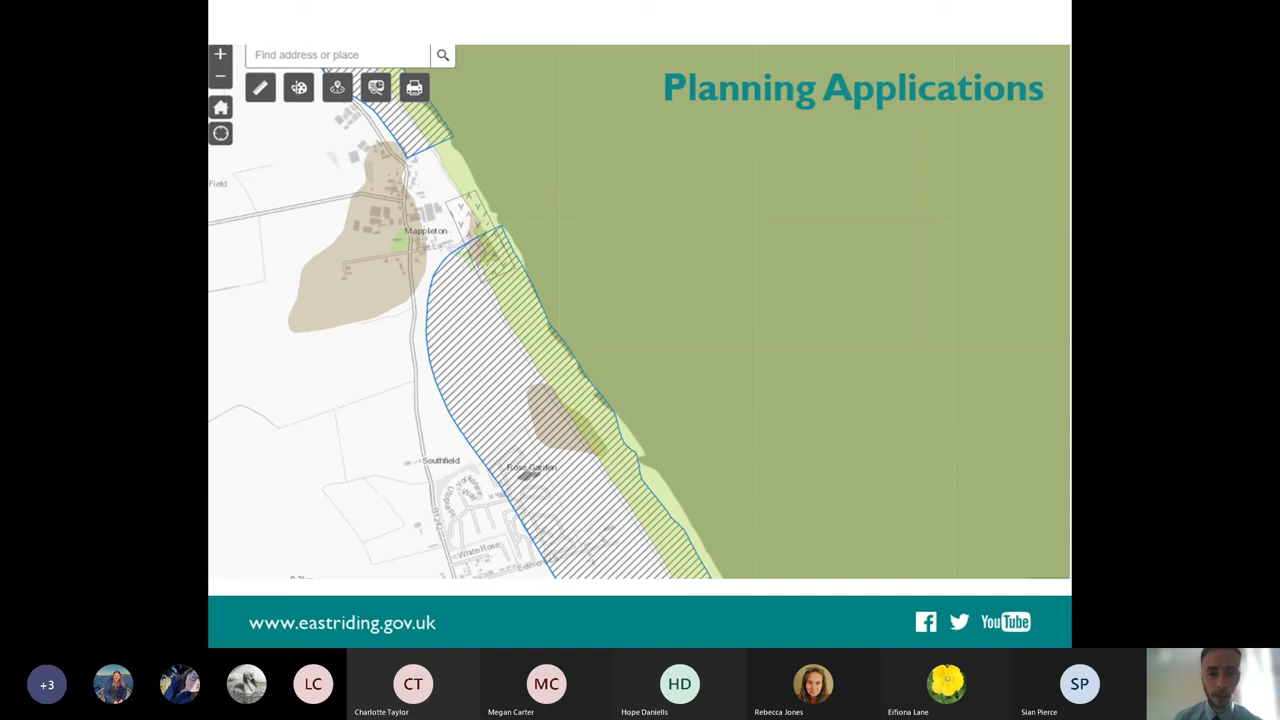 +
−
Find address or place
Planning Applications
Field
Mappleton
Southfield
Rose Garden
B1242
White Rose
www.eastriding.gov.uk
YouTube
+3
LC
CT
MC
HD
SP
Charlotte Taylor
Megan Carter
Hope Daniells
Rebecca Jones
Eifiona Lane
Sian Pierce